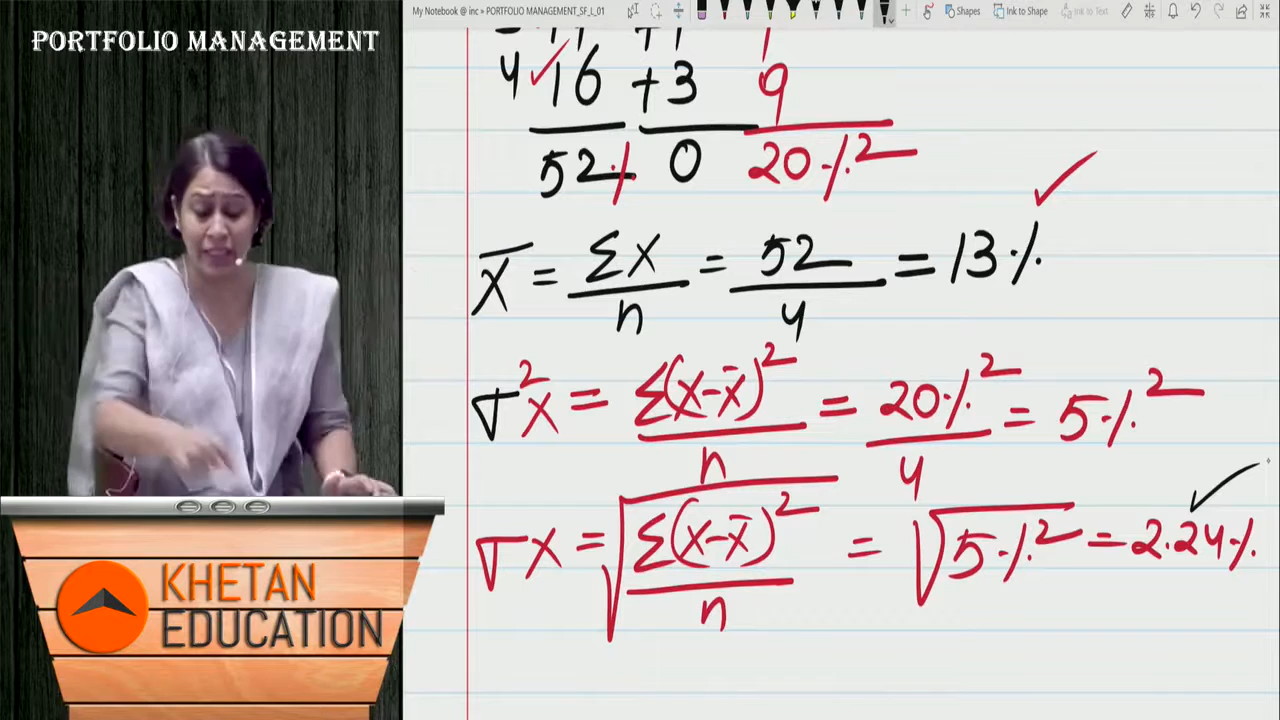 My Notebook @ inc » PORTFOLIO MANAGEMENT_SF_L_01
Shapes Ink to Shape Ink to Text
PORTFOLIO MANAGEMENT
4 ✓16 +3 9
52% 0 20%²
X̄ = ΣX/n = 52/4 = 13% ✓
σ²x = Σ(x-x̄)²/n = 20%²/4 = 5%²
σx = √(Σ(x-x̄)²/n) = √5%² = 2.24% ✓
KHETAN
EDUCATION